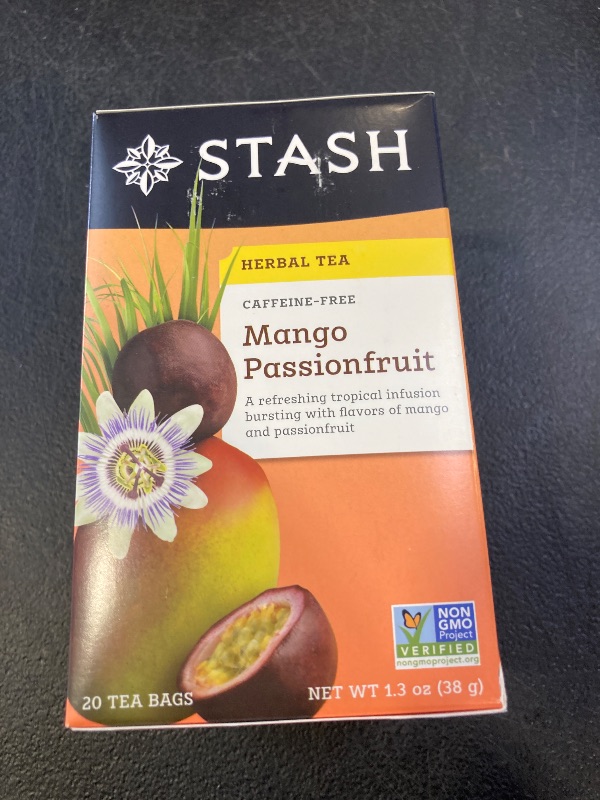 STASH
HERBAL TEA
CAFFEINE-FREE
Mango
Passionfruit
A refreshing tropical infusion
bursting with flavors of mango
and passionfruit
NON
GMO
Project
VERIFIED
nongmoproject.org
20 TEA BAGS
NET WT 1.3 oz (38 g)